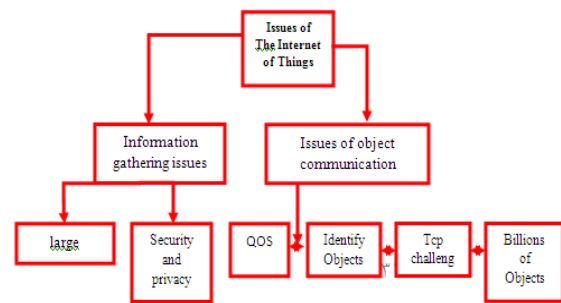 Issues of
The Internet
of Things
Information
gathering issues
Issues of object
communication
large
Security
and
privacy
QOS
Identify
Objects
Tcp
challeng
Billions
of
Objects
۳